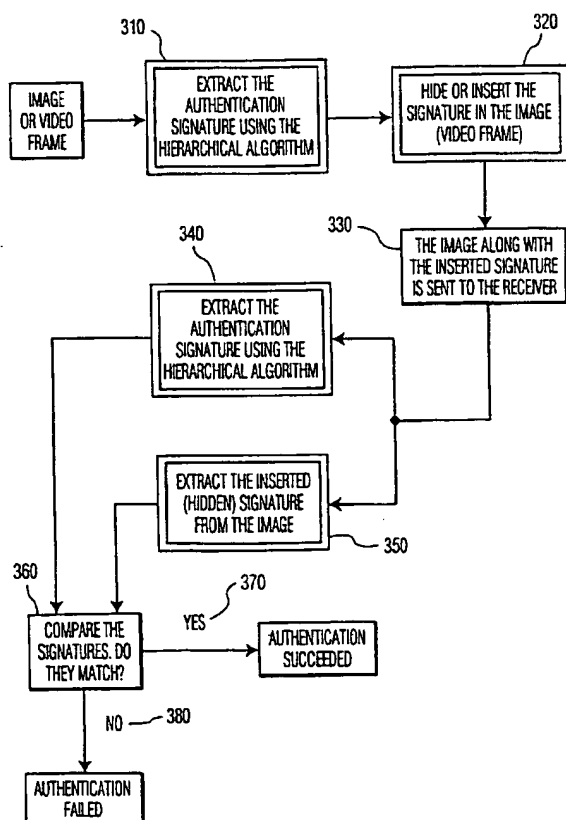 310
320
IMAGE
OR VIDEO
FRAME
EXTRACT THE
AUTHENTICATION
SIGNATURE USING THE
HIERARCHICAL ALGORITHM
HIDE OR INSERT THE
SIGNATURE IN THE IMAGE
(VIDEO FRAME)
330
THE IMAGE ALONG WITH
THE INSERTED SIGNATURE
IS SENT TO THE RECEIVER
340
EXTRACT THE
AUTHENTICATION
SIGNATURE USING THE
HIERARCHICAL ALGORITHM
EXTRACT THE INSERTED
(HIDDEN) SIGNATURE
FROM THE IMAGE
350
360
COMPARE THE
SIGNATURES. DO
THEY MATCH?
370
YES
AUTHENTICATION
SUCCEEDED
NO
380
AUTHENTICATION
FAILED